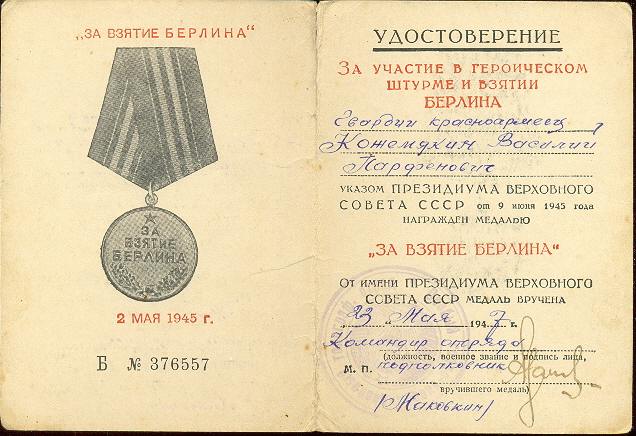 „ЗА ВЗЯТИЕ БЕРЛИНА“
ЗА
ВЗЯТИЕ
БЕРЛИНА
2 МАЯ 1945 г.
Б № 376557
УДОСТОВЕРЕНИЕ
ЗА УЧАСТИЕ В ГЕРОИЧЕСКОМ
ШТУРМЕ И ВЗЯТИИ
БЕРЛИНА
Гвардии красноармеец
Кожемякин Василий
Парфенович
УКАЗОМ ПРЕЗИДИУМА ВЕРХОВНОГО
СОВЕТА СССР от 9 июня 1945 года
НАГРАЖДЕН МЕДАЛЬЮ
„ЗА ВЗЯТИЕ БЕРЛИНА“
ОТ ИМЕНИ ПРЕЗИДИУМА ВЕРХОВНОГО
СОВЕТА СССР МЕДАЛЬ ВРУЧЕНА
„23“ Мая 1947 г.
Командир отряда
(должность, военное звание и подпись лица,
М. П. подполковник
вручившего медаль)
(Маковкин)